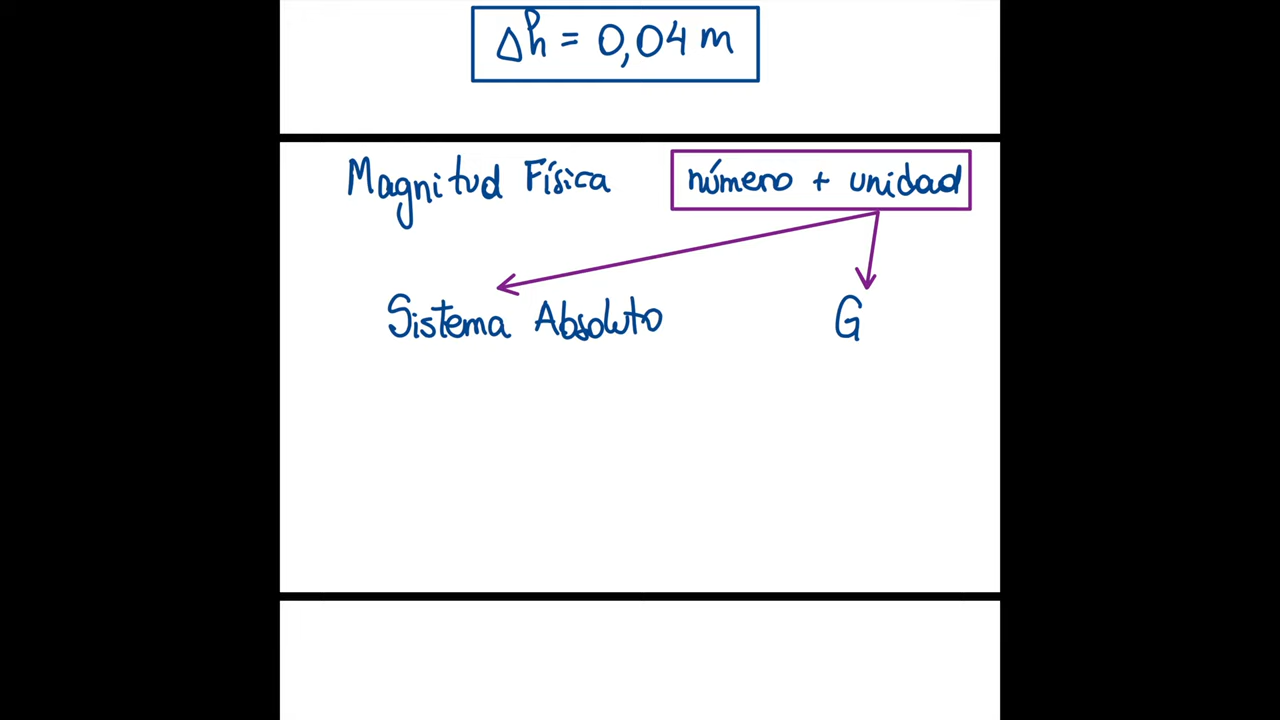 Δh = 0,04 m
Magnitud Física número + unidad
Sistema Absoluto G